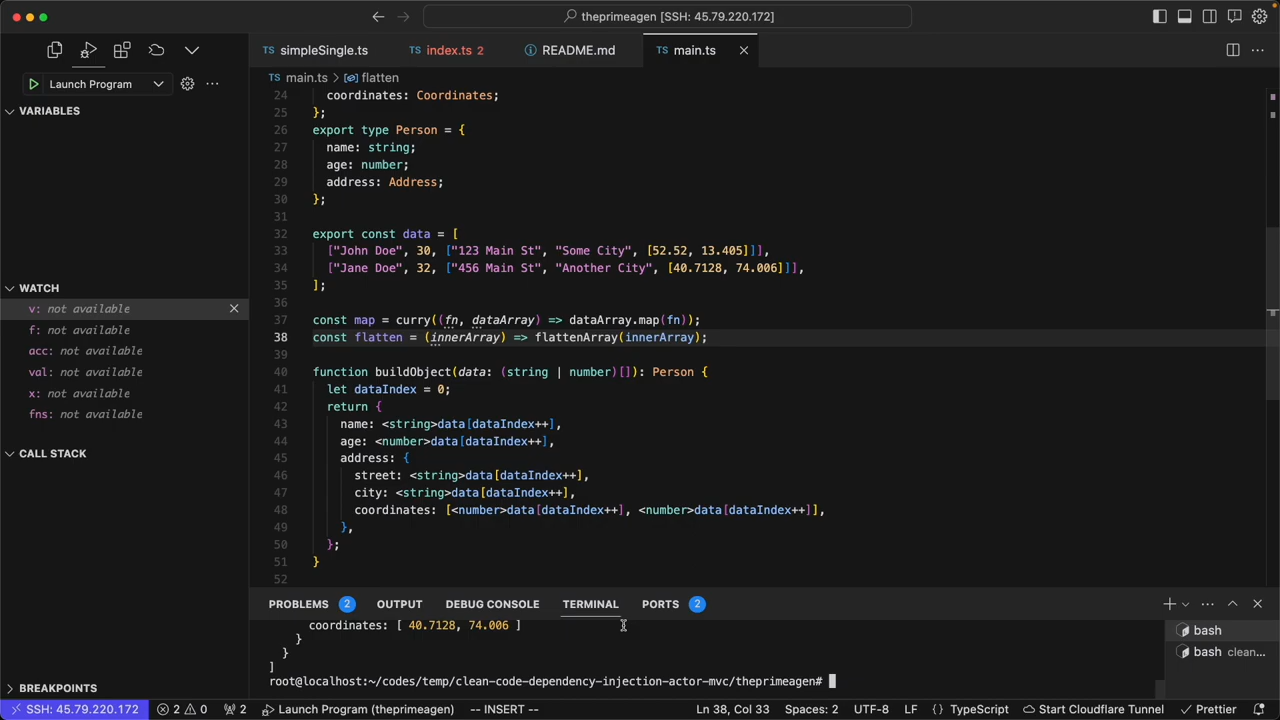 theprimeagen [SSH: 45.79.220.172]
Launch Program
TS simpleSingle.ts
TS index.ts 2
README.md
TS main.ts
TS main.ts > flatten
VARIABLES
WATCH
v: not available
f: not available
acc: not available
val: not available
x: not available
fns: not available
CALL STACK
BREAKPOINTS
24 coordinates: Coordinates;
25 };
26 export type Person = {
27 name: string;
28 age: number;
29 address: Address;
30 };
31
32 export const data = [
33 ["John Doe", 30, ["123 Main St", "Some City", [52.52, 13.405]]],
34 ["Jane Doe", 32, ["456 Main St", "Another City", [40.7128, 74.006]]],
35 ];
36
37 const map = curry((fn, dataArray) => dataArray.map(fn));
38 const flatten = (innerArray) => flattenArray(innerArray);
39
40 function buildObject(data: (string | number)[]): Person {
41 let dataIndex = 0;
42 return {
43 name: <string>data[dataIndex++],
44 age: <number>data[dataIndex++],
45 address: {
46 street: <string>data[dataIndex++],
47 city: <string>data[dataIndex++],
48 coordinates: [<number>data[dataIndex++], <number>data[dataIndex++]],
49 },
50 };
51 }
52
PROBLEMS 2 OUTPUT DEBUG CONSOLE TERMINAL PORTS 2
coordinates: [ 40.7128, 74.006 ]
}
}
]
root@localhost:~/codes/temp/clean-code-dependency-injection-actor-mvc/theprimeagen#
bash
bash clean...
SSH: 45.79.220.172 2 0 2 Launch Program (theprimeagen) -- INSERT -- Ln 38, Col 33 Spaces: 2 UTF-8 LF {} TypeScript Start Cloudflare Tunnel Prettier